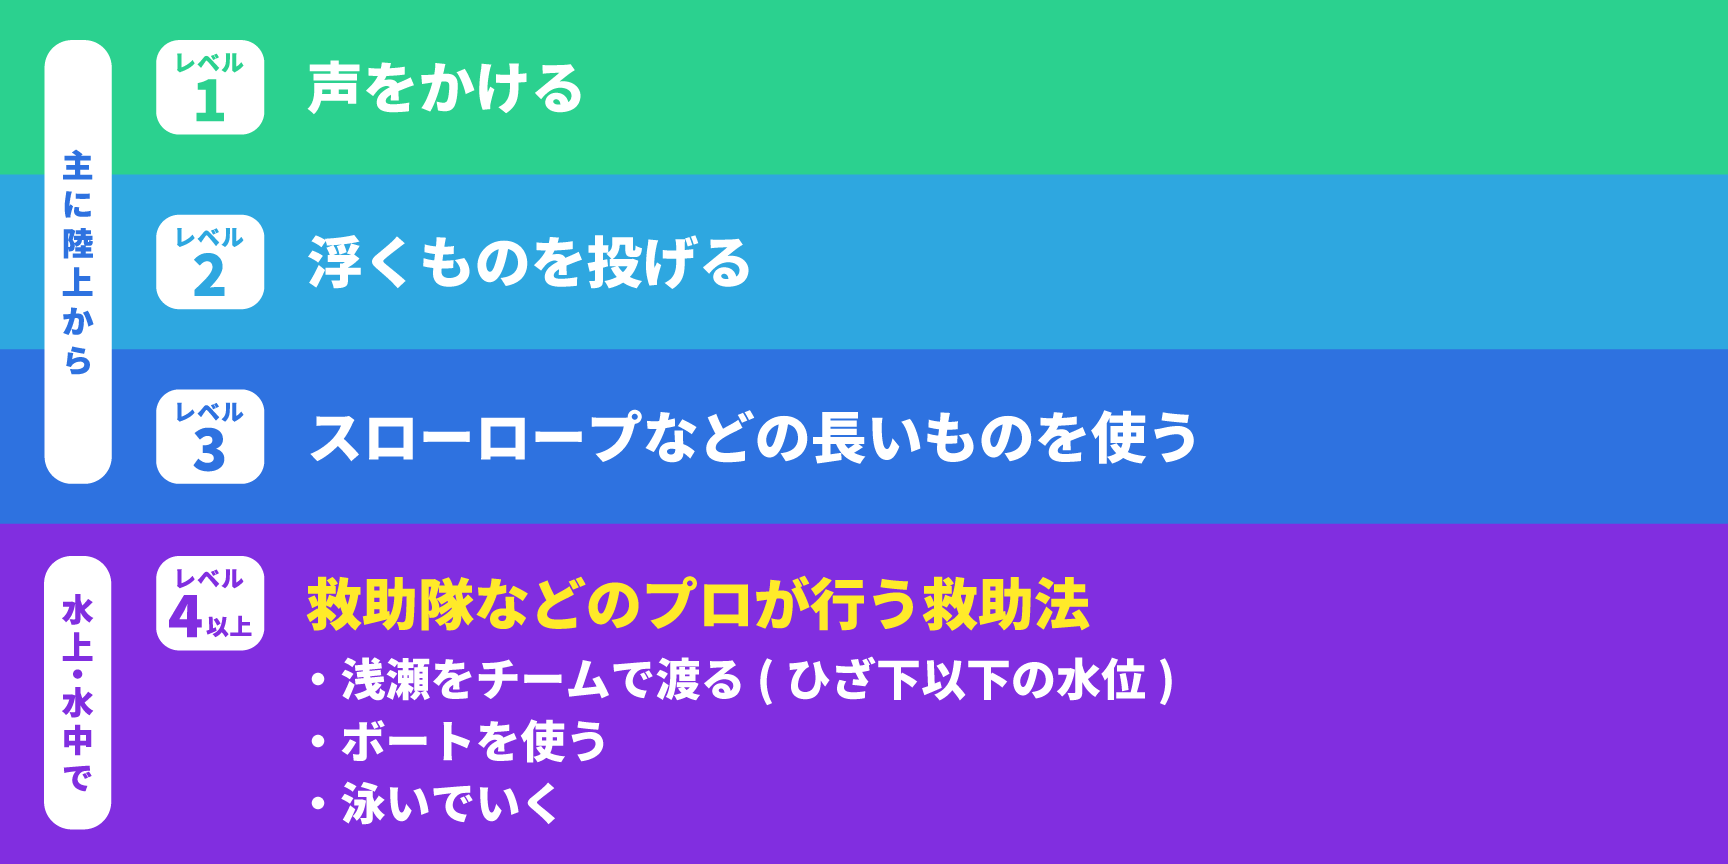 主に陸上から
レベル
1
声をかける
レベル
2
浮くものを投げる
レベル
3
スローロープなどの長いものを使う
水上・水中で
レベル
4以上
救助隊などのプロが行う救助法
・浅瀬をチームで渡る ( ひざ下以下の水位 )
・ボートを使う
・泳いでいく